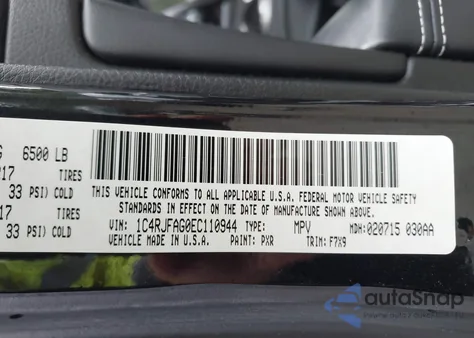 G 6500 LB
/17 TIRES
33 PSI) COLD
17 TIRES
33 PSI) COLD
THIS VEHICLE CONFORMS TO ALL APPLICABLE U.S.A. FEDERAL MOTOR VEHICLE SAFETY
STANDARDS IN EFFECT ON THE DATE OF MANUFACTURE SHOWN ABOVE.
VIN: 1C4RJFAG0EC110944 TYPE: MPV MDH: 020715 030AA
VEHICLE MADE IN U.S.A. PAINT: PXR TRIM: F7X9
autoSnap